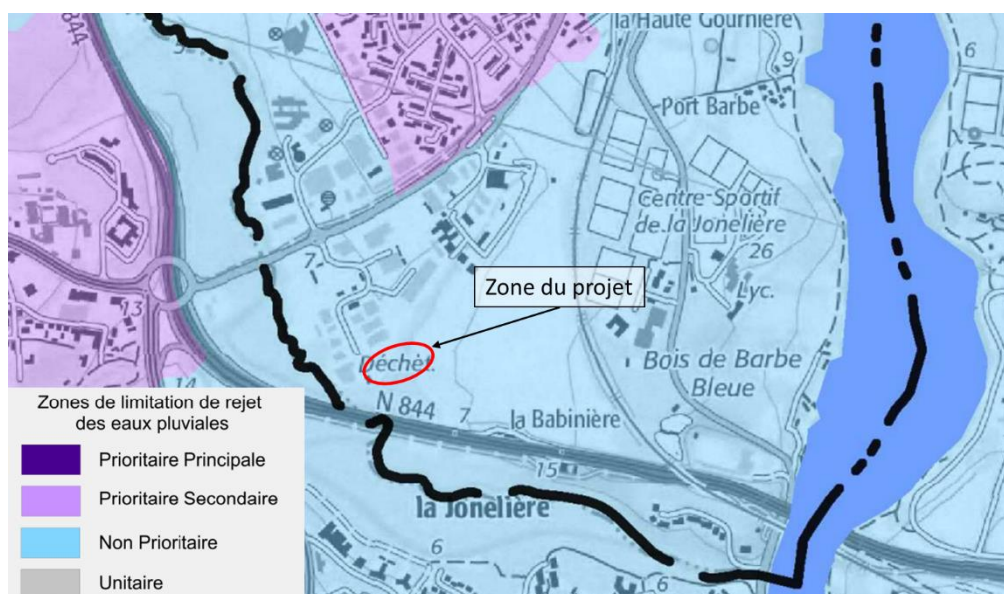 844
la Haute Gournière
6
9
Port Barbe
Centre-Sportif
de la Jonelière
26
7
Zone du projet
Lyc.
13
Déchèt.
Bois de Barbe
Bleue
14
N 844
7
la Babinière
15
la Jonelière
6
6
Zones de limitation de rejet
des eaux pluviales
Prioritaire Principale
Prioritaire Secondaire
Non Prioritaire
Unitaire